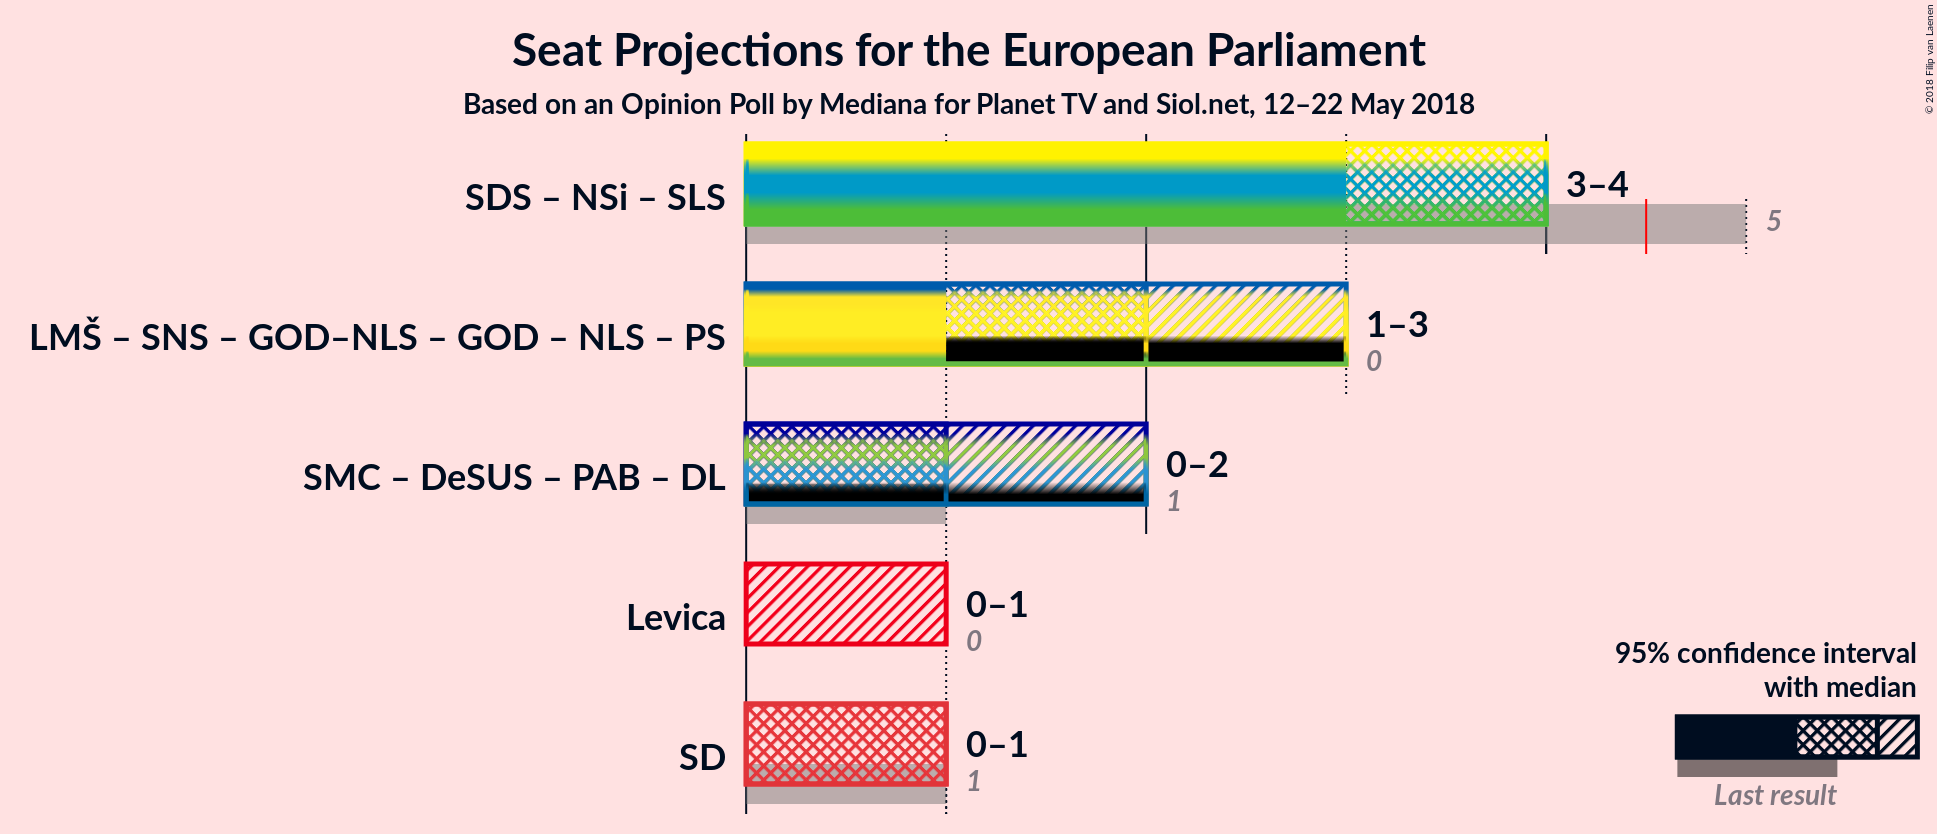 Seat Projections for the European Parliament
Based on an Opinion Poll by Mediana for Planet TV and Siol.net, 12–22 May 2018
© 2018 Filip van Laenen
SDS – NSi – SLS
3–4
5
LMŠ – SNS – GOD–NLS – GOD – NLS – PS
1–3
0
SMC – DeSUS – PAB – DL
0–2
1
Levica
0–1
0
SD
0–1
1
95% confidence interval
with median
Last result